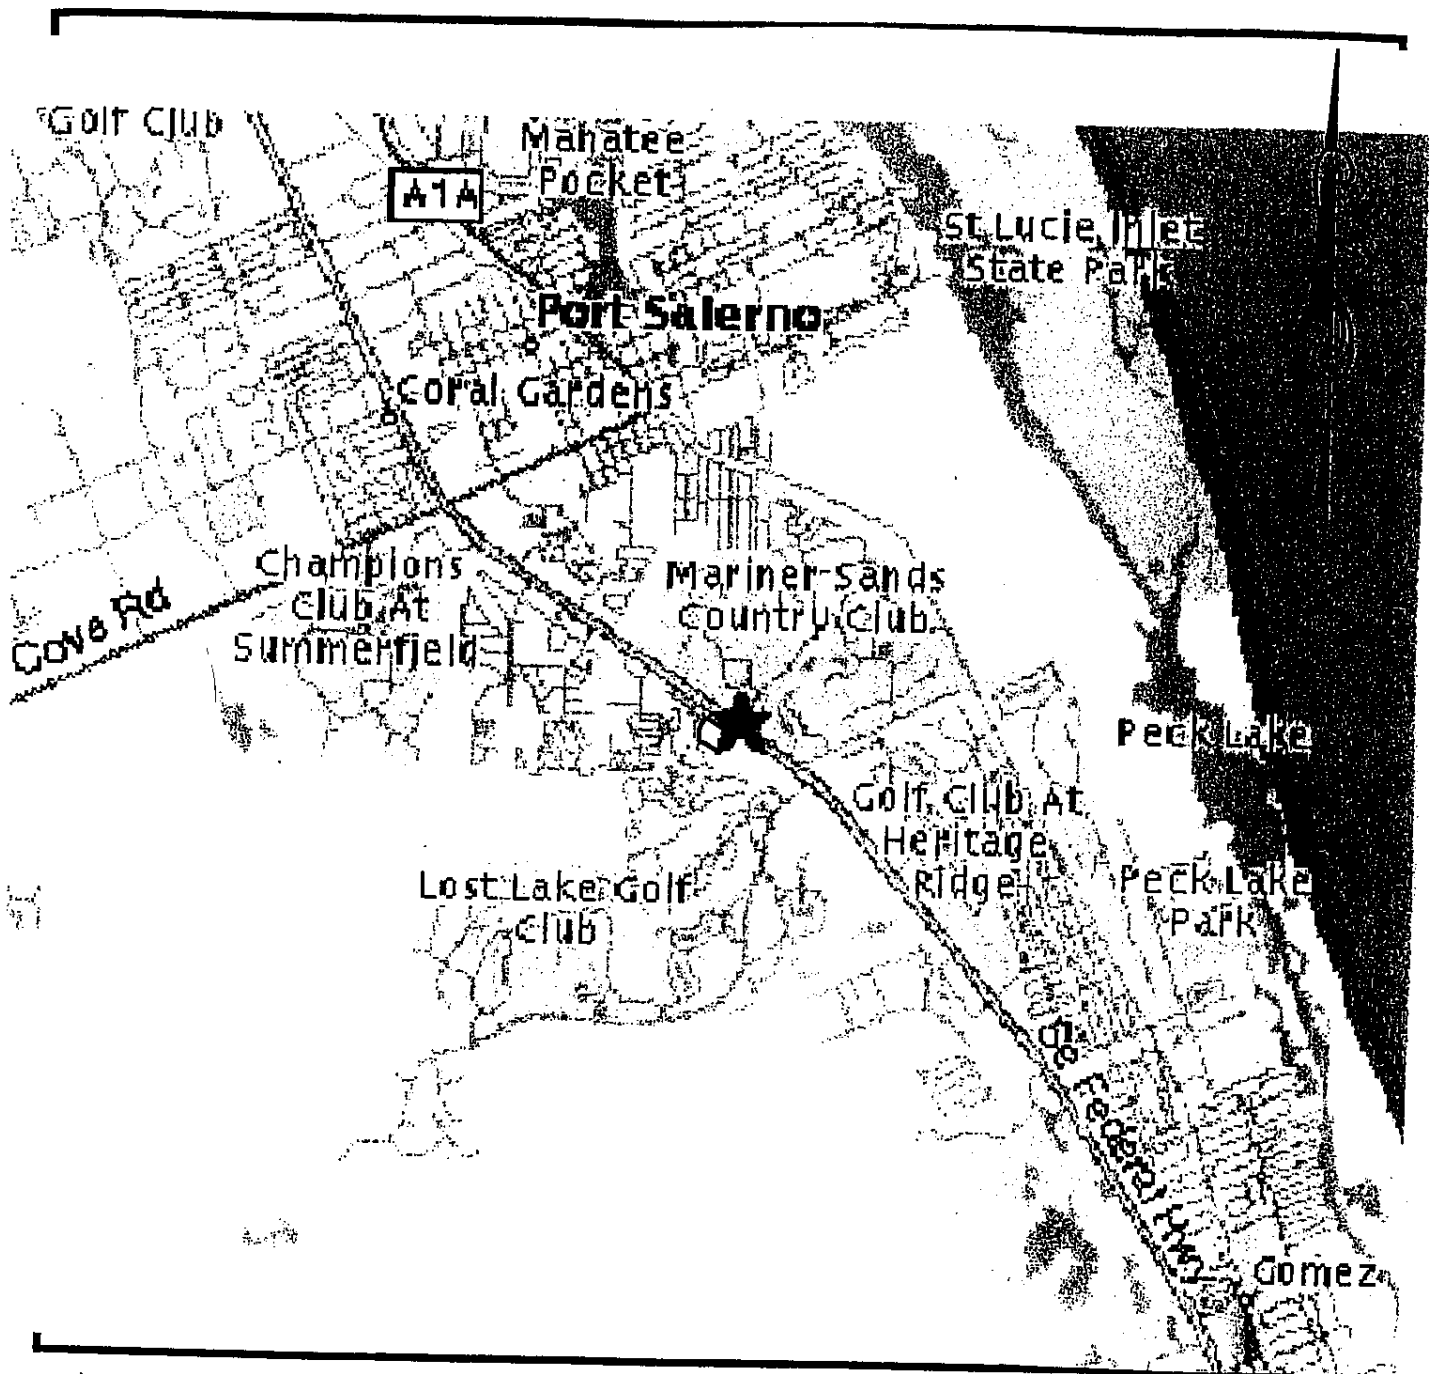 Golf Club
Manatee
Pocket
A1A
St Lucie Inlet
State Park
Port Salerno
Coral Gardens
Champions
Club At
Summerfield
Mariner Sands
Country Club
Cove Rd
Peck Lake
Golf Club At
Heritage
Ridge
Lost Lake Golf
Club
Peck Lake
Park
Se Federal Hwy
Gomez